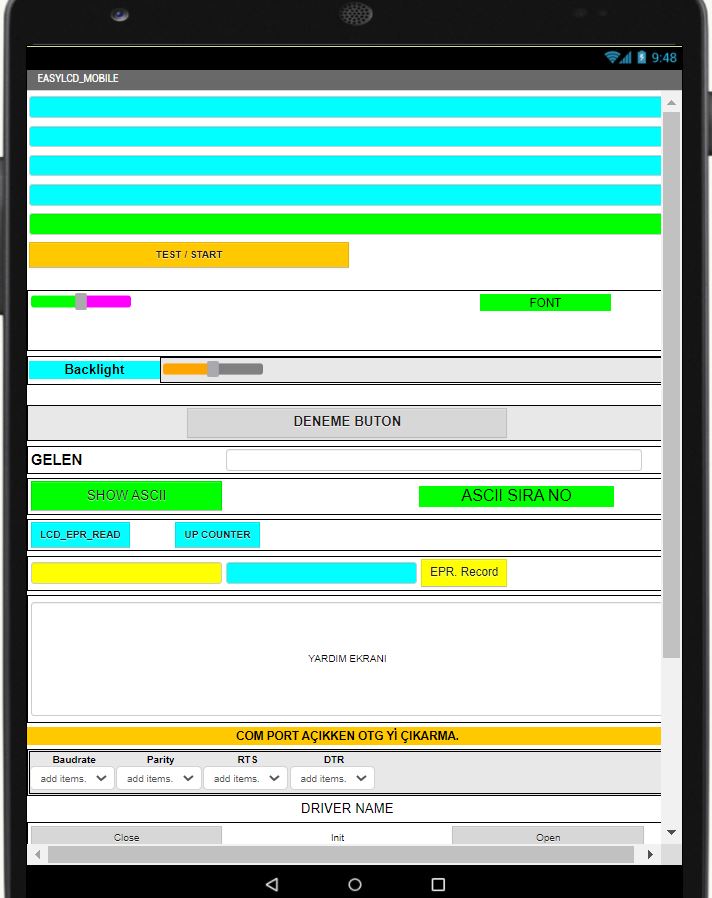 9:48
EASYLCD_MOBILE
TEST / START
FONT
Backlight
DENEME BUTON
GELEN
SHOW ASCII ASCII SIRA NO
LCD_EPR_READ UP COUNTER
EPR. Record
YARDIM EKRANI
COM PORT AÇIKKEN OTG Yİ ÇIKARMA.
Baudrate Parity RTS DTR
add items. add items. add items. add items.
DRIVER NAME
Close Init Open